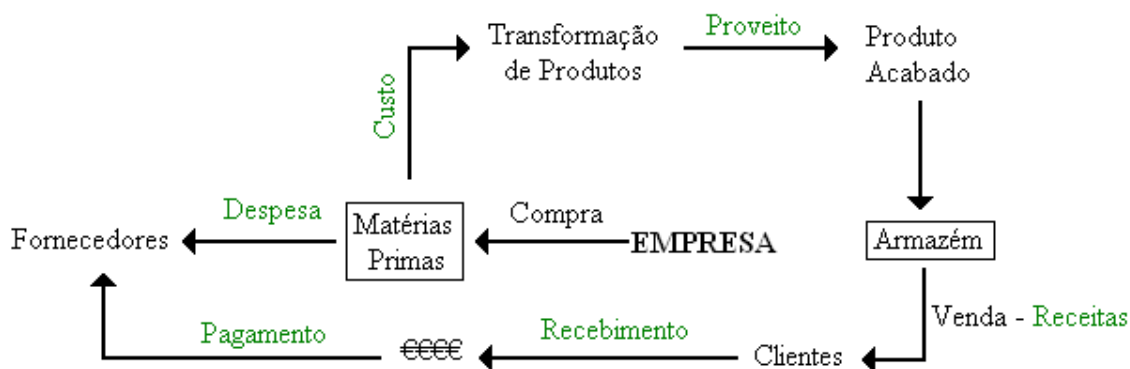 Transformação
de Produtos
Proveito
Produto
Acabado
Custo
Despesa
Fornecedores
Matérias
Primas
Compra
EMPRESA
Armazém
Venda - Receitas
Pagamento
€€€€
Recebimento
Clientes